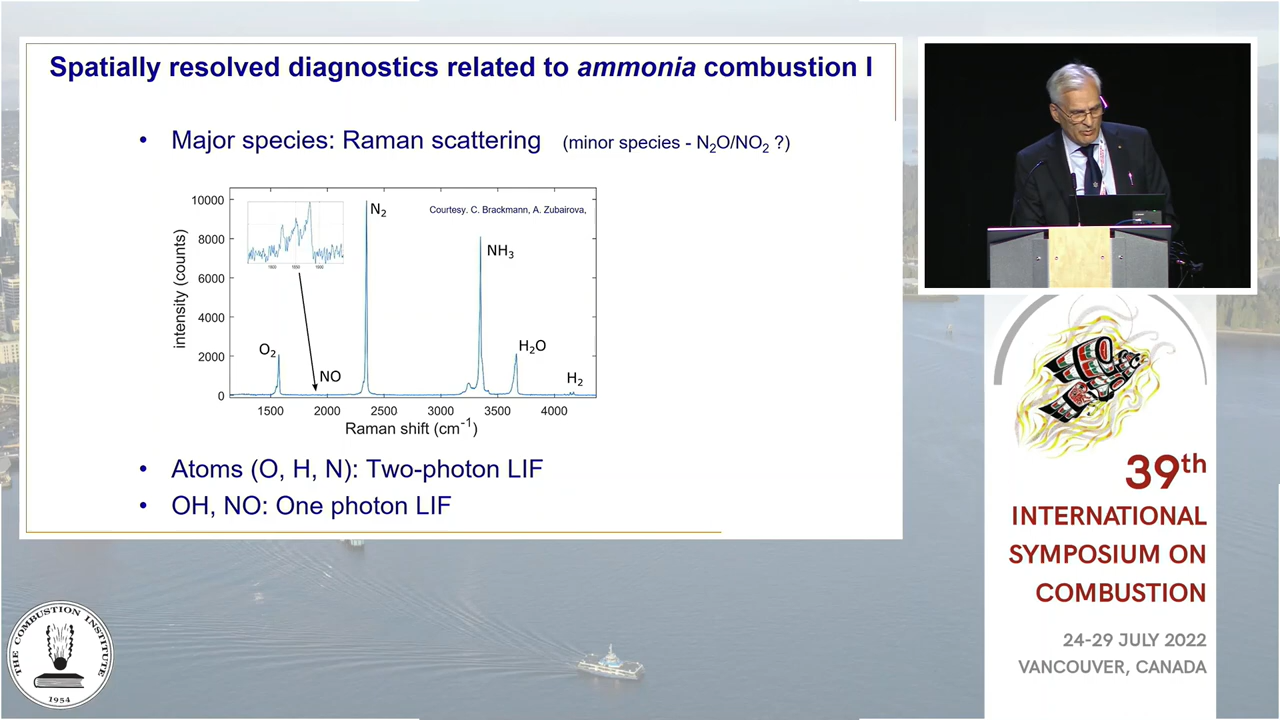 Spatially resolved diagnostics related to ammonia combustion I
• Major species: Raman scattering (minor species - N2O/NO2 ?)
10000
8000
6000
4000
2000
0
intensity (counts)
1500
2000
2500
3000
3500
4000
Raman shift (cm-1)
N2
Courtesy. C. Brackmann, A. Zubairova,
NH3
O2
NO
H2O
H2
• Atoms (O, H, N): Two-photon LIF
• OH, NO: One photon LIF
39th
INTERNATIONAL
SYMPOSIUM ON
COMBUSTION
24-29 JULY 2022
VANCOUVER, CANADA
THE COMBUSTION INSTITUTE
1954